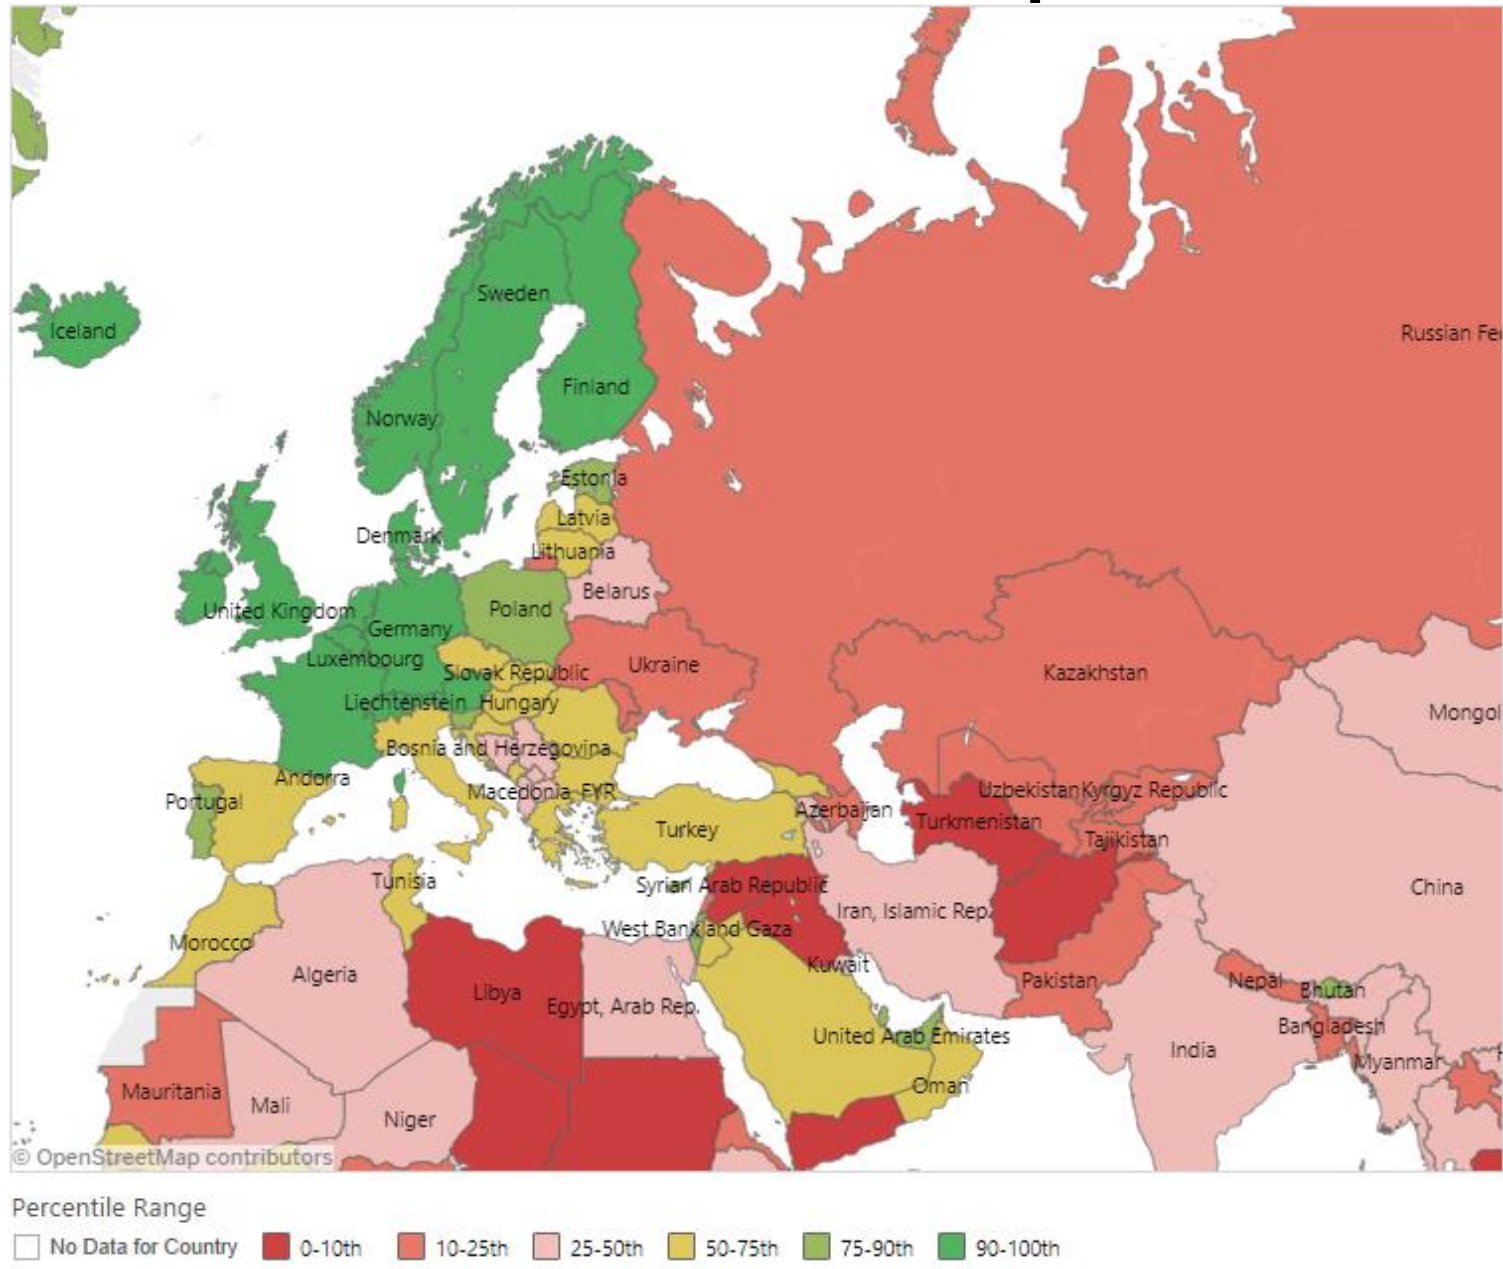 Sweden
Iceland
Russian Fe
Finland
Norway
Estonia
Latvia
Denmark
Lithuania
Belarus
United Kingdom
Poland
Germany
Luxembourg
Ukraine
Slovak Republic
Kazakhstan
Liechtenstein
Hungary
Mongol
Bosnia and Herzegovina
Andorra
Macedonia, FYR
Uzbekistan
Kyrgyz Republic
Portugal
Azerbaijan
Turkmenistan
Turkey
Tajikistan
Tunisia
Syrian Arab Republic
China
Iran, Islamic Rep.
West Bank and Gaza
Morocco
Kuwait
Algeria
Pakistan
Nepal
Bhutan
Libya
Egypt, Arab Rep.
Bangladesh
United Arab Emirates
India
Myanmar
Oman
Mauritania
Mali
Niger
© OpenStreetMap contributors
Percentile Range
No Data for Country 0-10th 10-25th 25-50th 50-75th 75-90th 90-100th